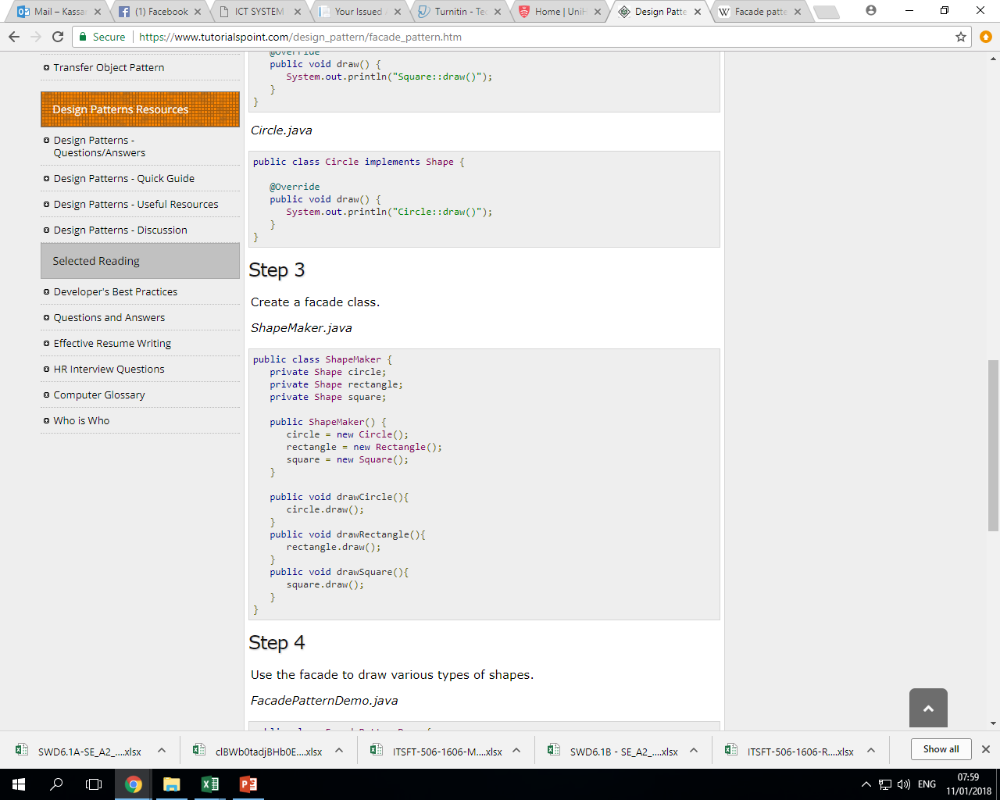 Mail – Kassa
(1) Facebook
ICT SYSTEM
Your Issued
Turnitin - Te
Home | UniH
Design Patte
Facade patte
Secure
https://www.tutorialspoint.com/design_pattern/facade_pattern.htm
Transfer Object Pattern
Design Patterns Resources
Design Patterns -
Questions/Answers
Design Patterns - Quick Guide
Design Patterns - Useful Resources
Design Patterns - Discussion
Selected Reading
Developer's Best Practices
Questions and Answers
Effective Resume Writing
HR Interview Questions
Computer Glossary
Who is Who
@Override
public void draw() {
System.out.println("Square::draw()");
}
}
Circle.java
public class Circle implements Shape {
@Override
public void draw() {
System.out.println("Circle::draw()");
}
}
Step 3
Create a facade class.
ShapeMaker.java
public class ShapeMaker {
private Shape circle;
private Shape rectangle;
private Shape square;
public ShapeMaker() {
circle = new Circle();
rectangle = new Rectangle();
square = new Square();
}
public void drawCircle(){
circle.draw();
}
public void drawRectangle(){
rectangle.draw();
}
public void drawSquare(){
square.draw();
}
}
Step 4
Use the facade to draw various types of shapes.
FacadePatternDemo.java
public class FacadePatternDemo {
SWD6.1A-SE_A2_....xlsx
clBWb0tadjBHb0E....xlsx
ITSFT-506-1606-M....xlsx
SWD6.1B - SE_A2_....xlsx
ITSFT-506-1606-R....xlsx
Show all
ENG
07:59
11/01/2018